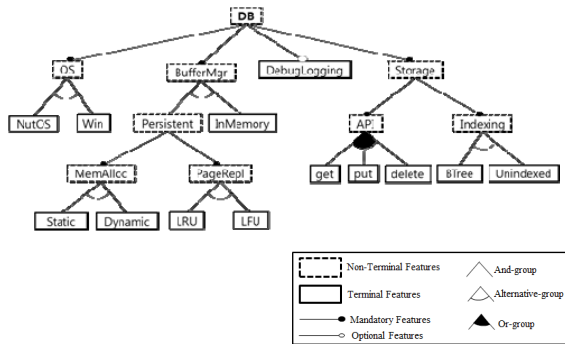 DB
OS BufferMgr DebugLogging Storage
NutOS Win Persistent InMemory API Indexing
MemAlloc PageRepl get put delete BTree Unindexed
Static Dynamic LRU LFU
Non-Terminal Features And-group
Terminal Features Alternative-group
Mandatory Features Or-group
Optional Features